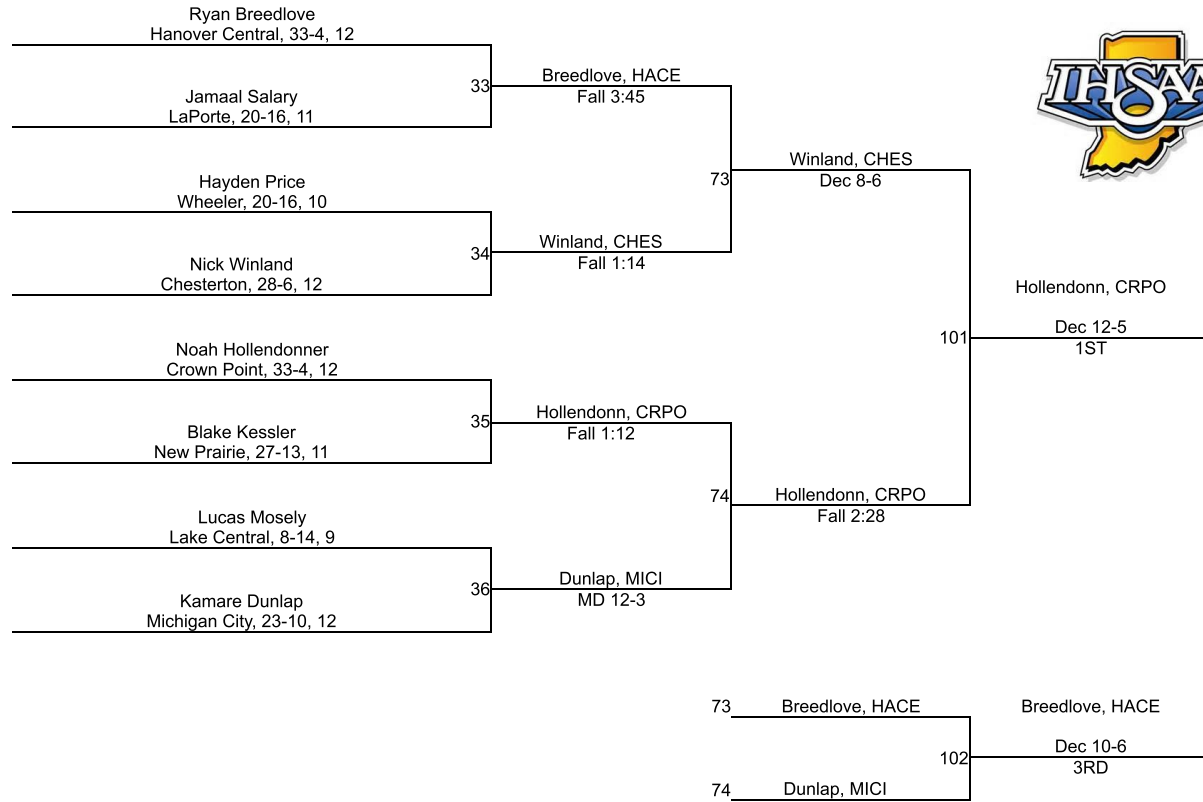 Ryan Breedlove
Hanover Central, 33-4, 12
33
Breedlove, HACE
Fall 3:45
Jamaal Salary
LaPorte, 20-16, 11
IHSAA
73
Winland, CHES
Dec 8-6
Hayden Price
Wheeler, 20-16, 10
34
Winland, CHES
Fall 1:14
Nick Winland
Chesterton, 28-6, 12
101
Hollendonn, CRPO
Dec 12-5
1ST
Noah Hollendonner
Crown Point, 33-4, 12
35
Hollendonn, CRPO
Fall 1:12
Blake Kessler
New Prairie, 27-13, 11
74
Hollendonn, CRPO
Fall 2:28
Lucas Mosely
Lake Central, 8-14, 9
36
Dunlap, MICI
MD 12-3
Kamare Dunlap
Michigan City, 23-10, 12
73
Breedlove, HACE
Breedlove, HACE
102
Dec 10-6
3RD
74
Dunlap, MICI